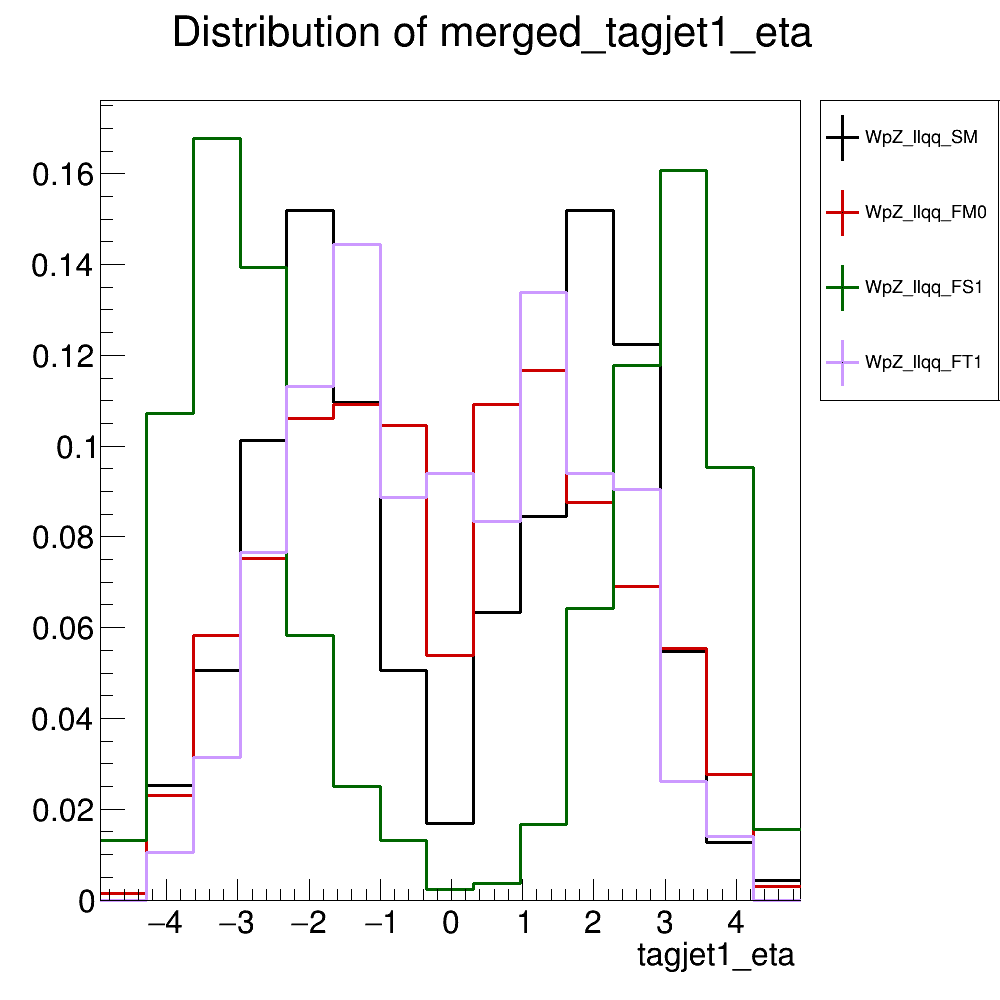 Distribution of merged_tagjet1_eta
WpZ_llqq_SM
WpZ_llqq_FM0
WpZ_llqq_FS1
WpZ_llqq_FT1
0.16
0.14
0.12
0.1
0.08
0.06
0.04
0.02
0
−4 −3 −2 −1 0 1 2 3 4
tagjet1_eta